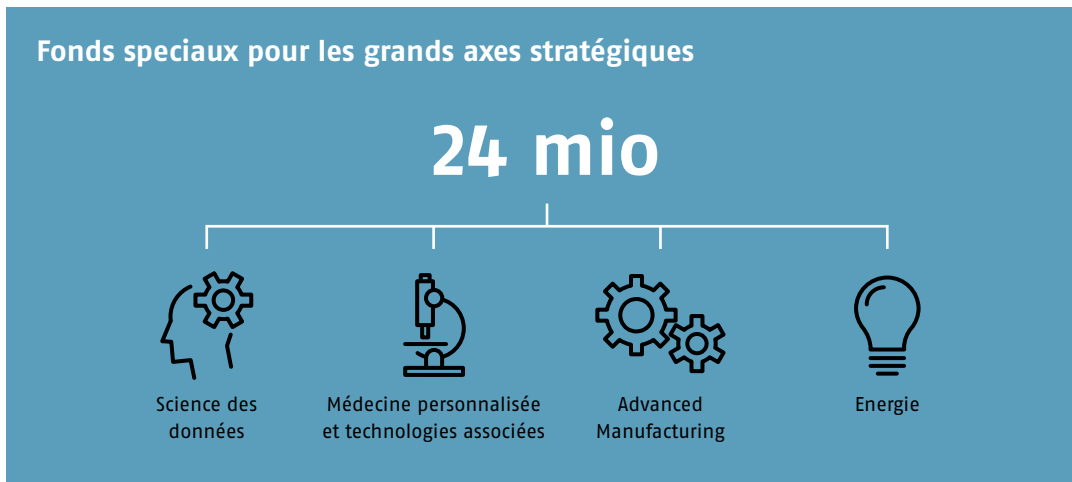 Fonds speciaux pour les grands axes stratégiques
24 mio
Science des
données
Médecine personnalisée
et technologies associées
Advanced
Manufacturing
Energie